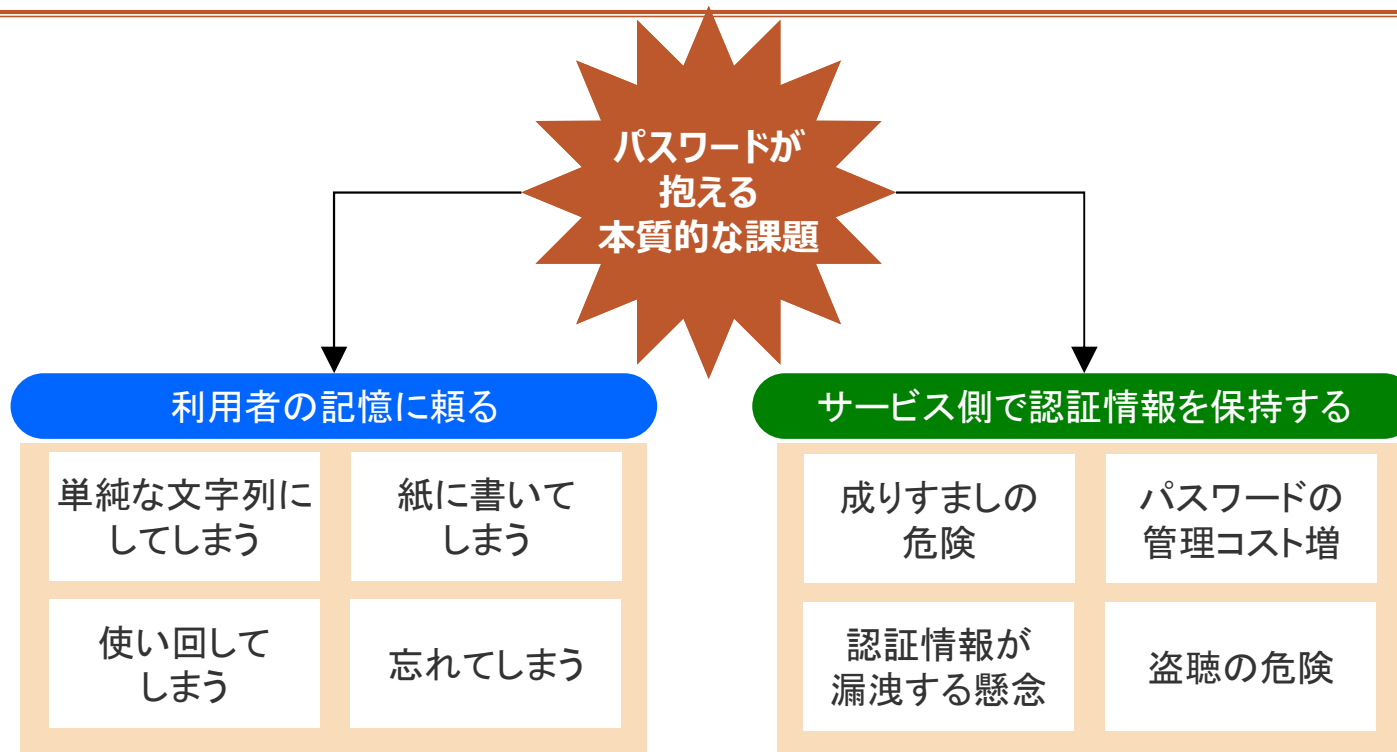 パスワードが
抱える
本質的な課題
利用者の記憶に頼る
単純な文字列に
してしまう
紙に書いて
しまう
使い回して
しまう
忘れてしまう
サービス側で認証情報を保持する
成りすましの
危険
パスワードの
管理コスト増
認証情報が
漏洩する懸念
盗聴の危険